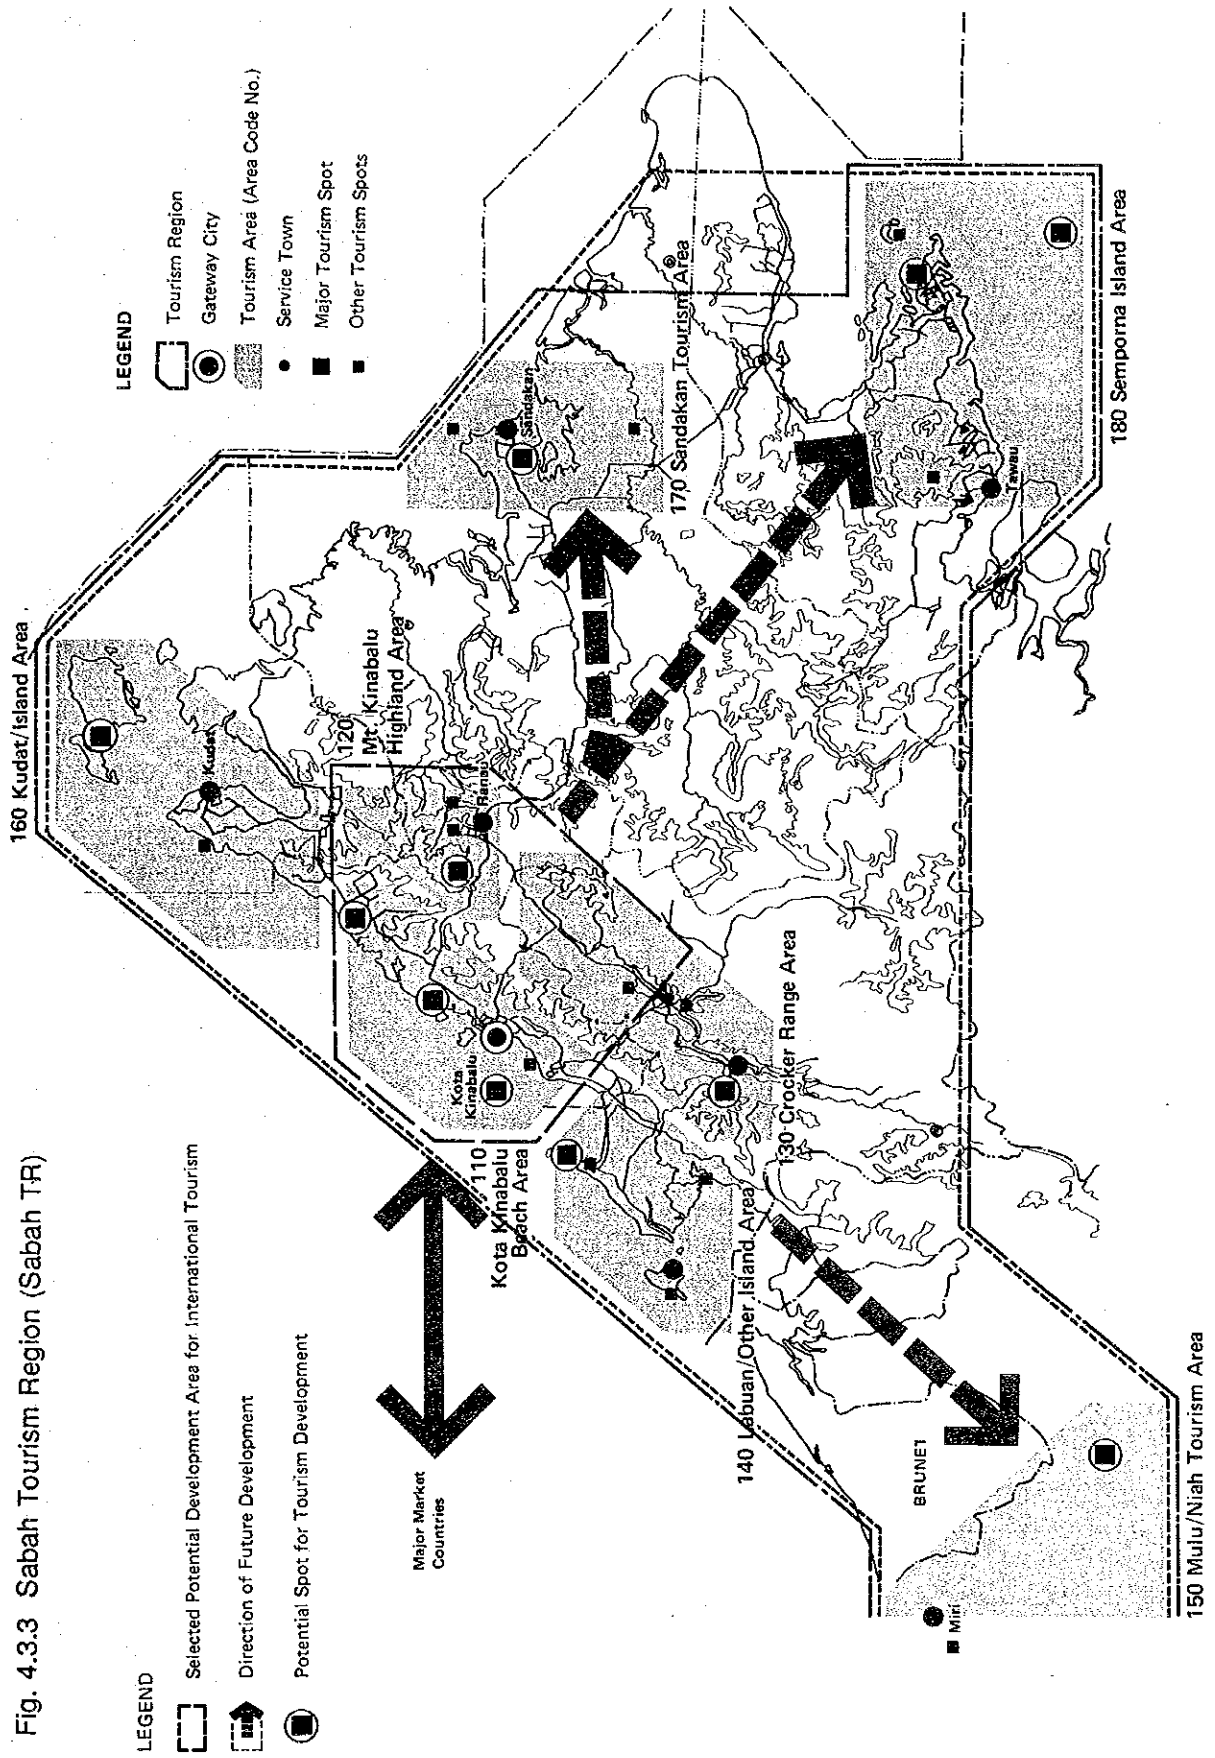 Fig. 4.3.3 Sabah Tourism Region (Sabah TR)
LEGEND
Selected Potential Development Area for International Tourism
Direction of Future Development
Potential Spot for Tourism Development
LEGEND
Tourism Region
Gateway City
Tourism Area (Area Code No.)
Service Town
Major Tourism Spot
Other Tourism Spots
160 Kudat/Island Area
Kudat
120
Mt. Kinabalu
Highland Area
Ranau
Major Market
Countries
Kota
Kinabalu
110
Kota Kinabalu
Beach Area
Sandakan
170 Sandakan Tourism Area
130 Crocker Range Area
140 Labuan/Other Island Area
BRUNET
Miri
Tawau
150 Mulu/Niah Tourism Area
180 Semporna Island Area